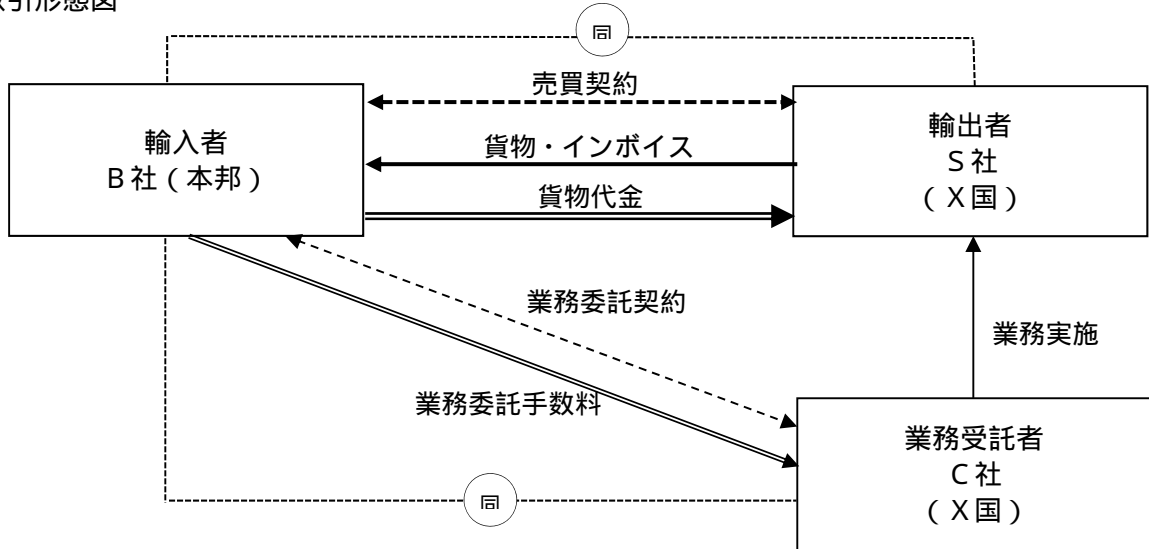 取引形態図
同
売買契約
輸入者
B社(本邦)
貨物・インボイス
貨物代金
輸出者
S社
(X国)
業務委託契約
業務実施
業務委託手数料
業務受託者
C社
(X国)
同